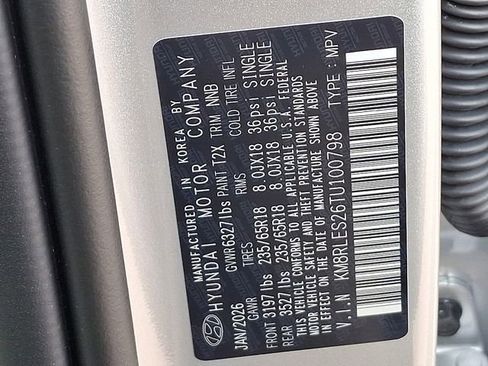 MANUFACTURED IN KOREA BY
HYUNDAI MOTOR COMPANY
JAN/2026 GVWR 6327lbs PAINT T2X TRIM NNB
GAWR TIRES RIMS COLD TIRE INFL
FRONT 3197lbs 235/65R18 8.0JX18 36psi SINGLE
REAR 3527lbs 235/65R18 8.0JX18 36psi SINGLE
THIS VEHICLE CONFORMS TO ALL APPLICABLE U.S.A. FEDERAL
MOTOR VEHICLE SAFETY AND THEFT PREVENTION STANDARDS
IN EFFECT ON THE DATE OF MANUFACTURE SHOWN ABOVE
V.I.N : KM8RLES26TU100798 TYPE : MPV